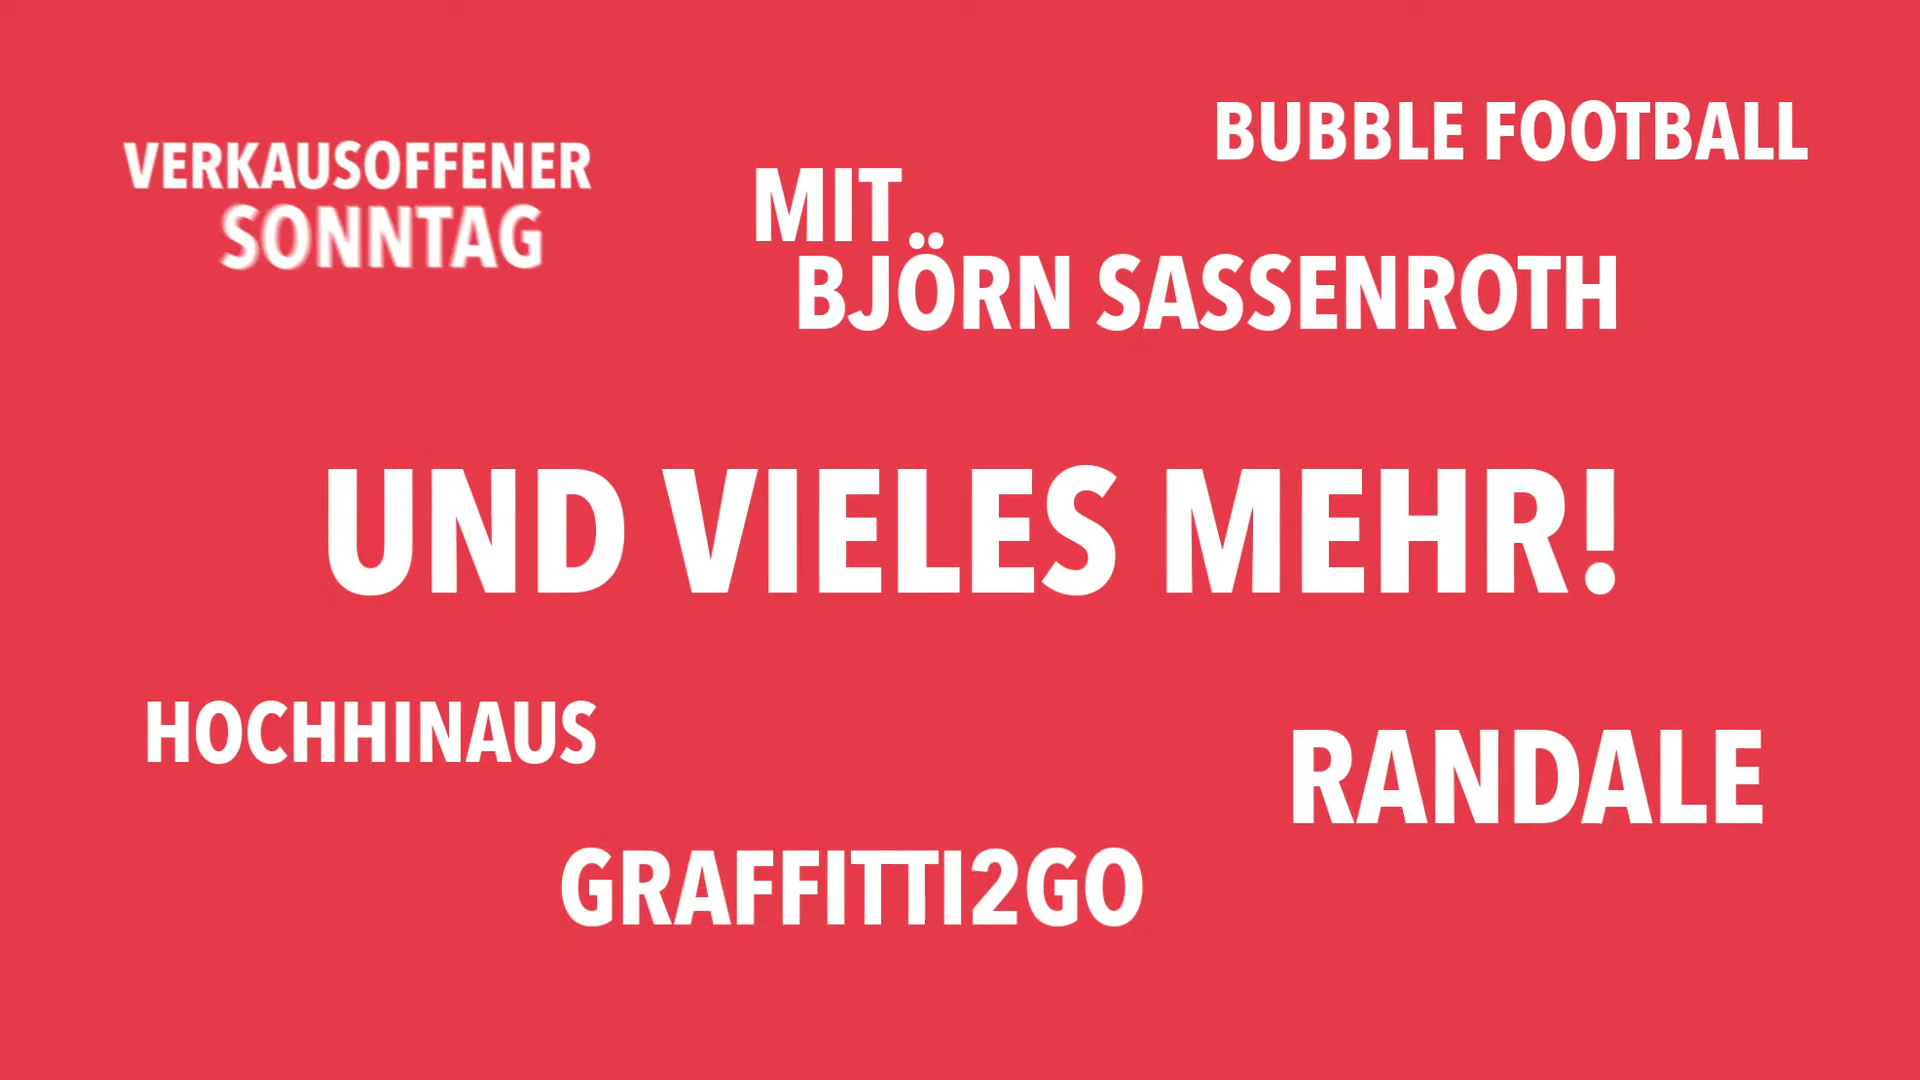 VERKAUSOFFENER
SONNTAG
BUBBLE FOOTBALL
MIT
BJÖRN SASSENROTH
UND VIELES MEHR!
HOCHHINAUS
RANDALE
GRAFFITTI2GO